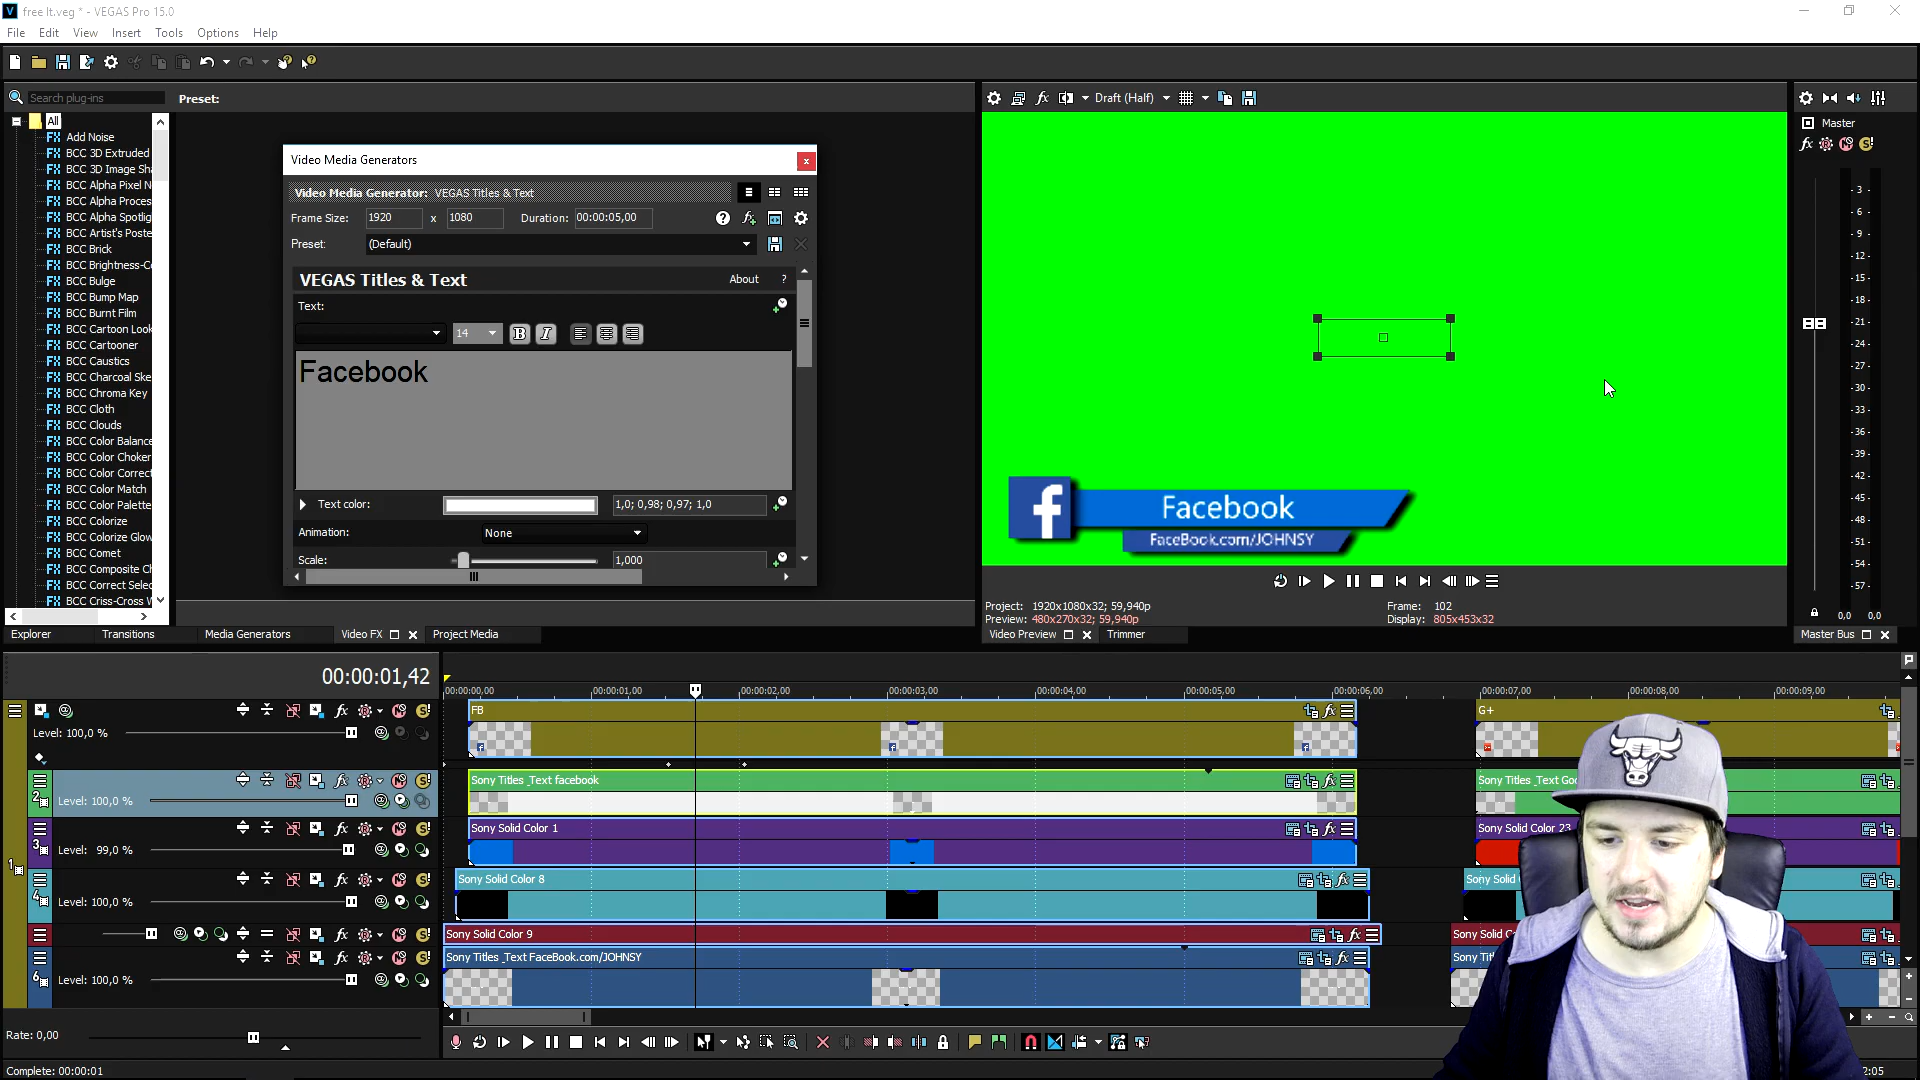 free lt.veg * - VEGAS Pro 15.0
File Edit View Insert Tools Options Help
Search plug-ins
Preset:
All
Add Noise
BCC 3D Extruded
BCC 3D Image Sha
BCC Alpha Pixel N
BCC Alpha Proces
BCC Alpha Spotlig
BCC Artist's Poste
BCC Brick
BCC Brightness-Co
BCC Bulge
BCC Bump Map
BCC Burnt Film
BCC Cartoon Look
BCC Cartooner
BCC Caustics
BCC Charcoal Ske
BCC Chroma Key
BCC Cloth
BCC Clouds
BCC Color Balance
BCC Color Choker
BCC Color Correct
BCC Color Match
BCC Color Palette
BCC Colorize
BCC Colorize Glow
BCC Comet
BCC Composite Ch
BCC Correct Selec
BCC Criss-Cross W
Explorer Transitions Media Generators Video FX Project Media
Video Media Generators
Video Media Generator: VEGAS Titles & Text
Frame Size: 1920 x 1080 Duration: 00:00:05,00
Preset: (Default)
VEGAS Titles & Text About ?
Text:
14 B I
Facebook
Text color: 1,0; 0,98; 0,97; 1,0
Animation: None
Scale: 1,000
Draft (Half)
f Facebook
FaceBook.com/JOHNSY
Project: 1920x1080x32; 59,940p Frame: 102
Preview: 480x270x32; 59,940p Display: 805x453x32
Video Preview Trimmer
Master
-3
-6
-9
-12
-15
-18
-21
-24
-27
-30
-33
-36
-39
-42
-45
-48
-51
-54
-57
0,0 0,0
Master Bus
00:00:01,42
00:00:00,00 00:00:01,00 00:00:02,00 00:00:03,00 00:00:04,00 00:00:05,00 00:00:06,00 00:00:07,00 00:00:08,00 00:00:09,00
FB G+
Level: 100,0 %
Sony Titles _Text facebook Sony Titles _Text Goo
2 Level: 100,0 %
Sony Solid Color 1 Sony Solid Color 23
3 Level: 99,0 %
1
Sony Solid Color 8 Sony Solid
4 Level: 100,0 %
Sony Solid Color 9 Sony Solid C
Sony Titles _Text FaceBook.com/JOHNSY Sony Tit
6 Level: 100,0 %
Rate: 0,00
Complete: 00:00:01 2:05